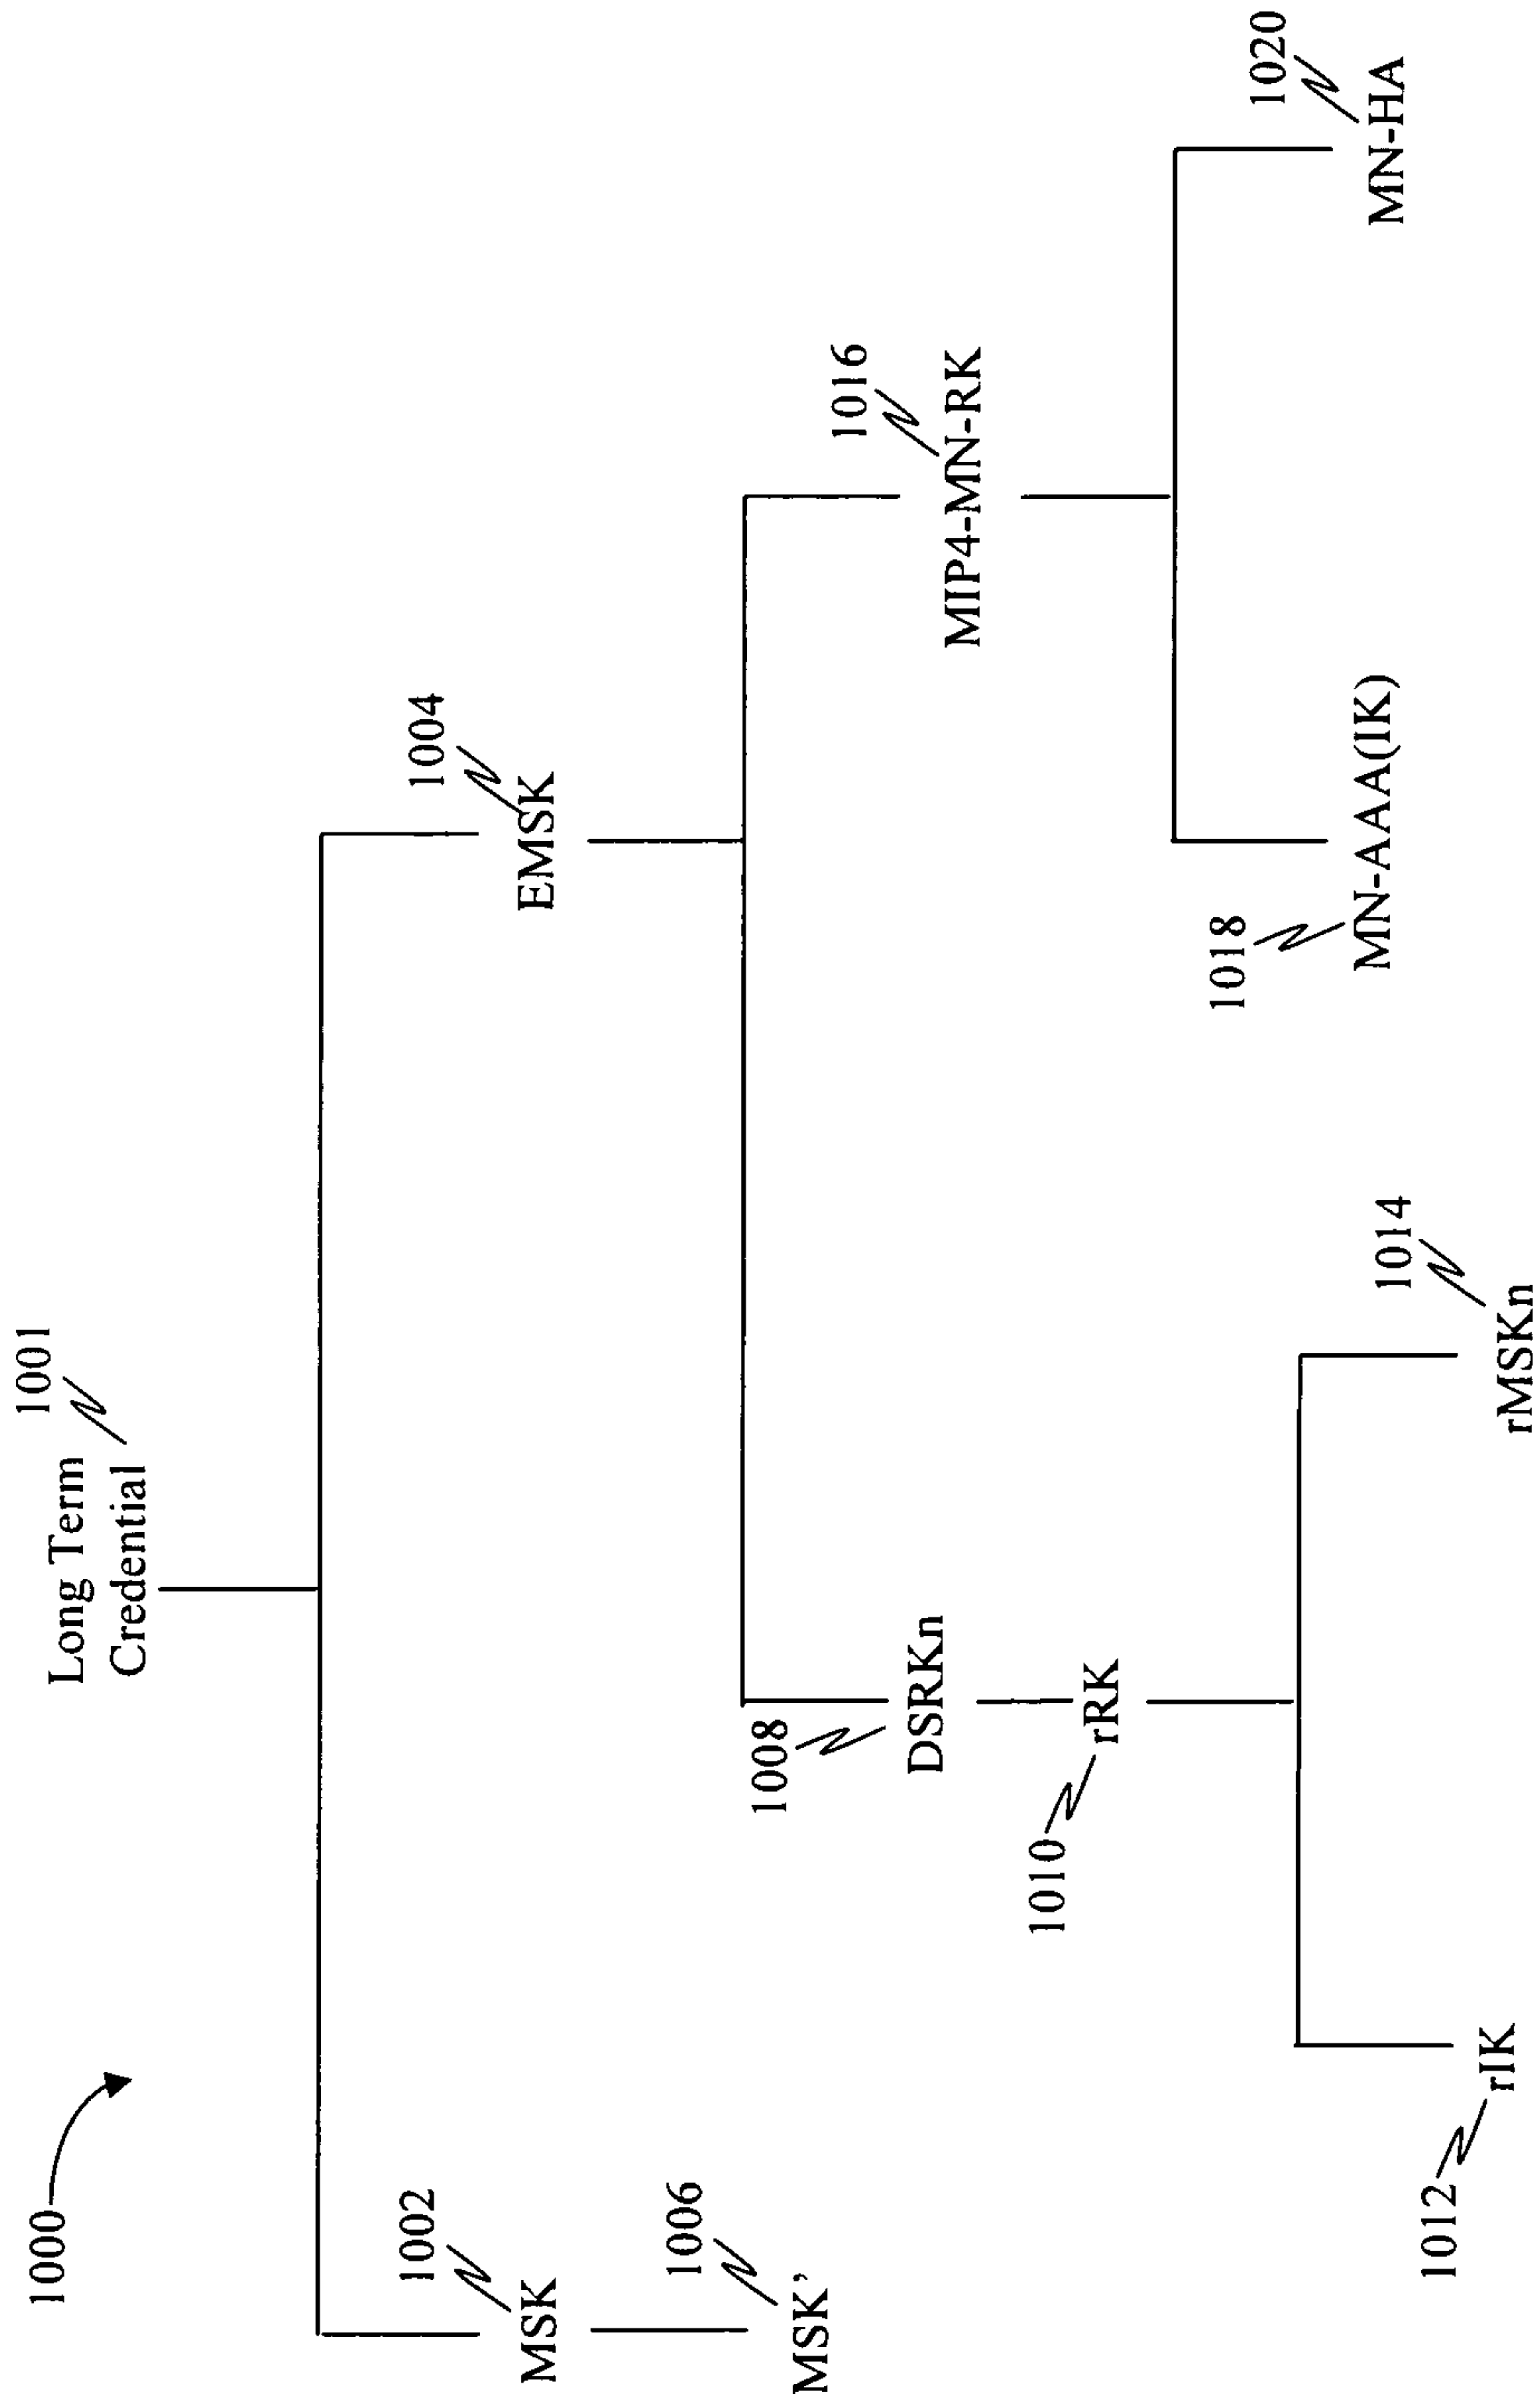 1000
Long Term
Credential
1001
1002
MSK
1004
EMSK
1006
MSK’
1008
DSRKn
1016
MIP4-MN-RK
1010
rRK
1018
MN-AAA(IK)
1020
MN-HA
1012
rIK
1014
rMSKn